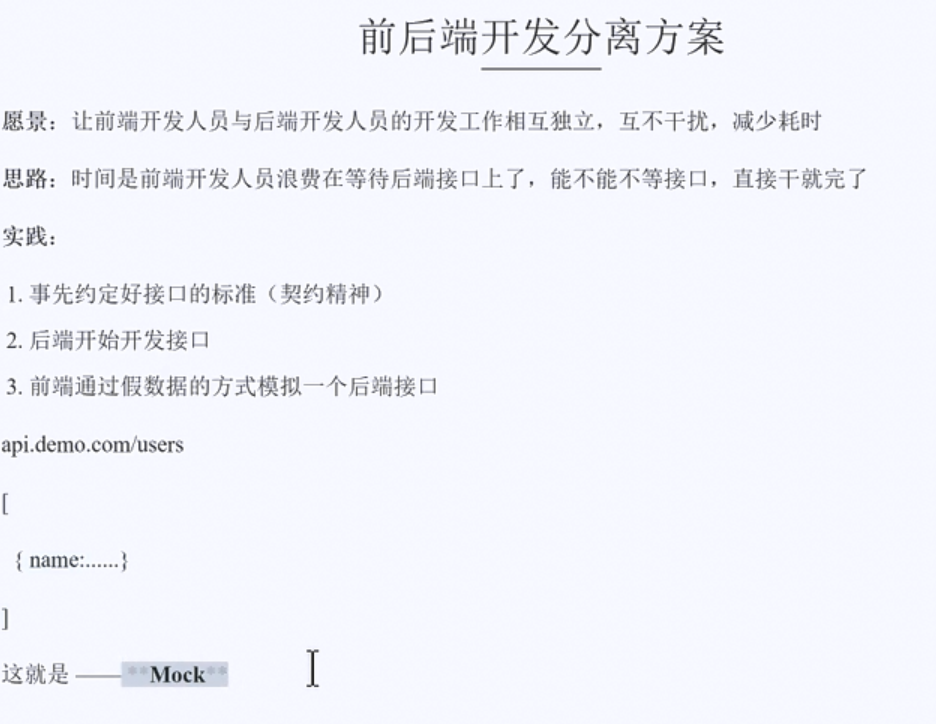 前后端开发分离方案
愿景：让前端开发人员与后端开发人员的开发工作相互独立，互不干扰，减少耗时
思路：时间是前端开发人员浪费在等待后端接口上了，能不能不等接口，直接干就完了
实践：
1. 事先约定好接口的标准（契约精神）
2. 后端开始开发接口
3. 前端通过假数据的方式模拟一个后端接口
api.demo.com/users
[
{ name:......}
]
这就是 ——**Mock**